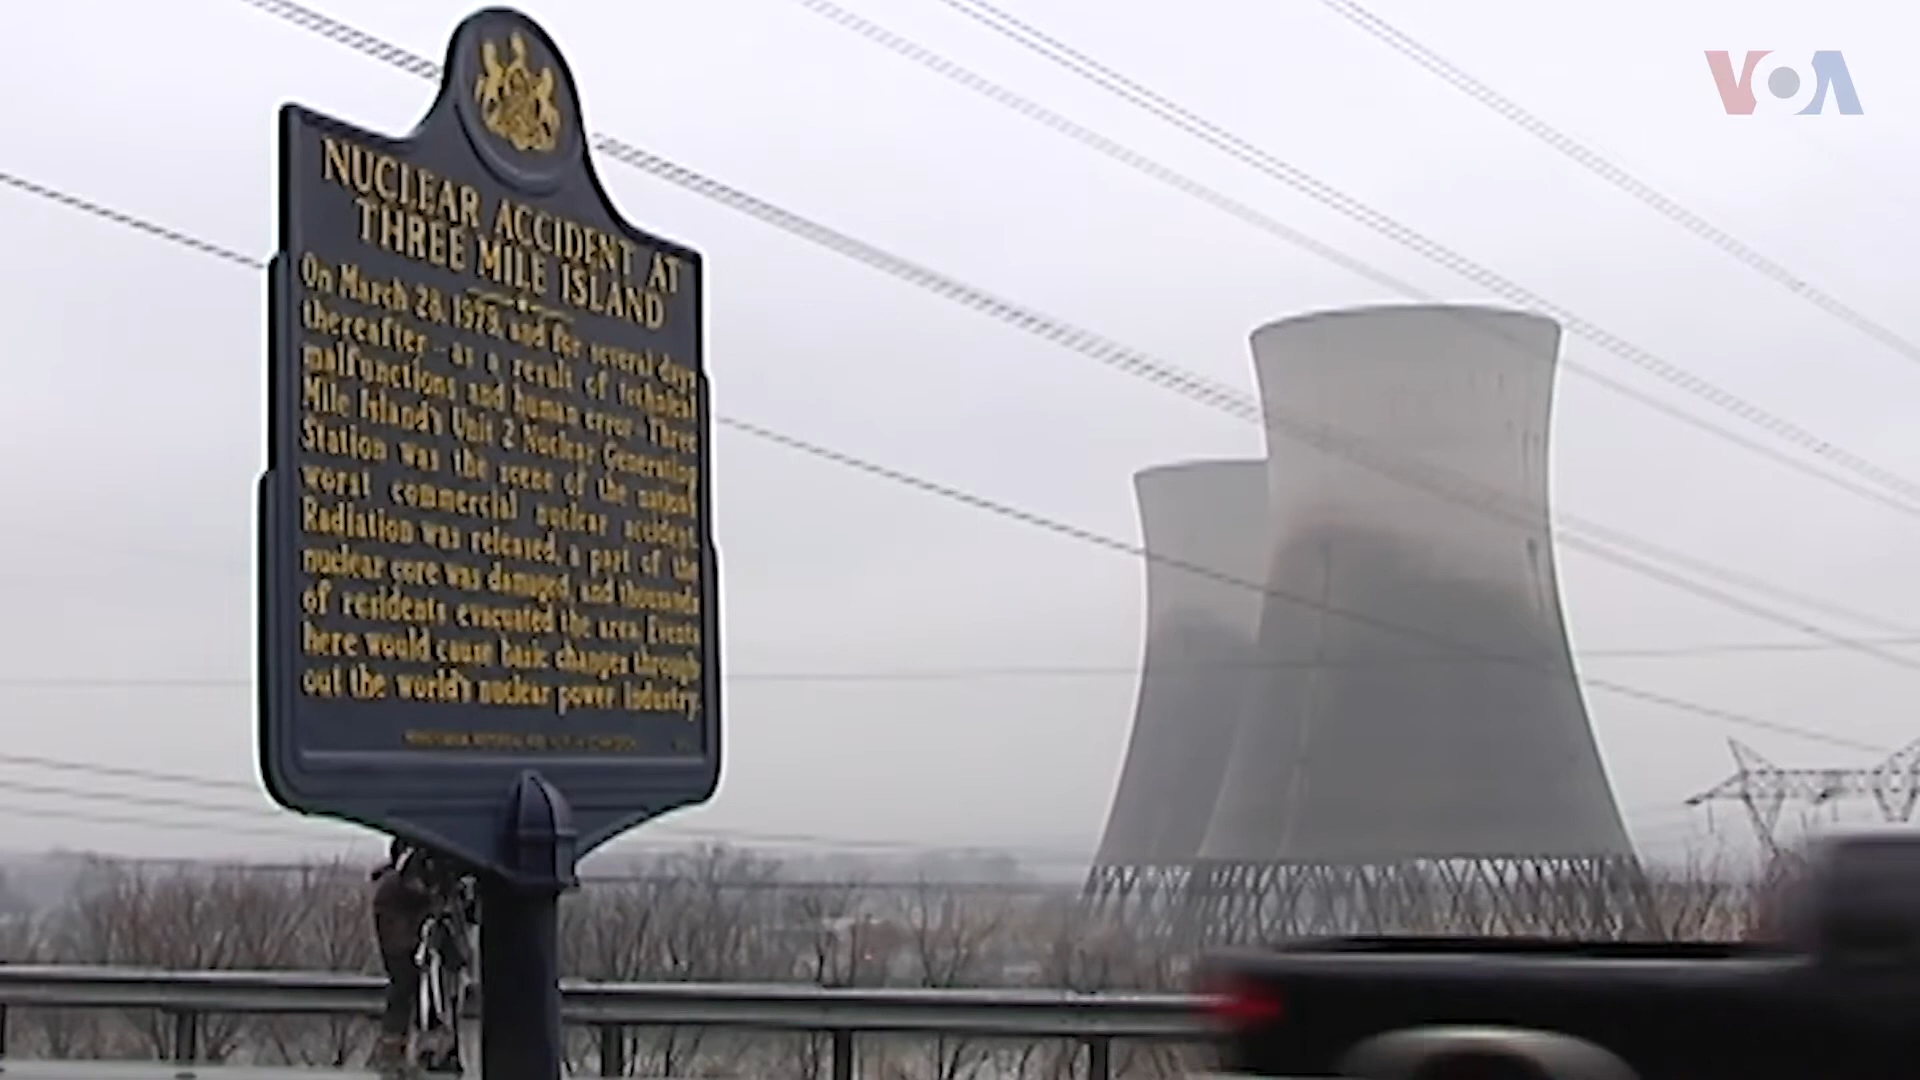 VOA
NUCLEAR ACCIDENT AT
THREE MILE ISLAND
On March 28, 1979, and for several days
thereafter as a result of technical
malfunctions and human error Three
Mile Island's Unit 2 Nuclear Generating
Station was the scene of the nation's
worst commercial nuclear accident.
Radiation was released, a part of the
nuclear core was damaged, and thousands
of residents evacuated the area. Events
here would cause basic changes through
out the world's nuclear power industry.